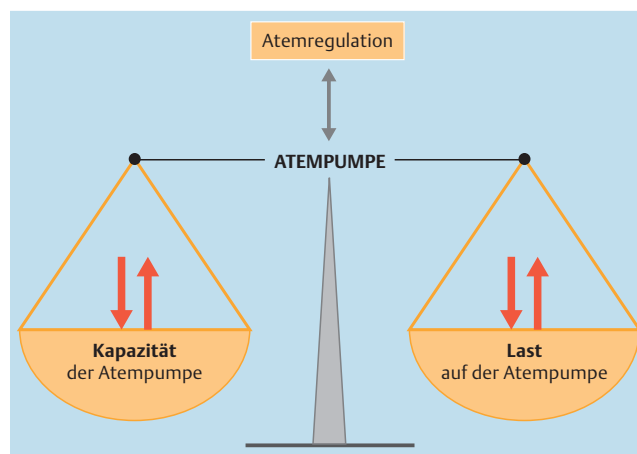 Atemregulation
ATEMPUMPE
Kapazität
der Atempumpe
Last
auf der Atempumpe